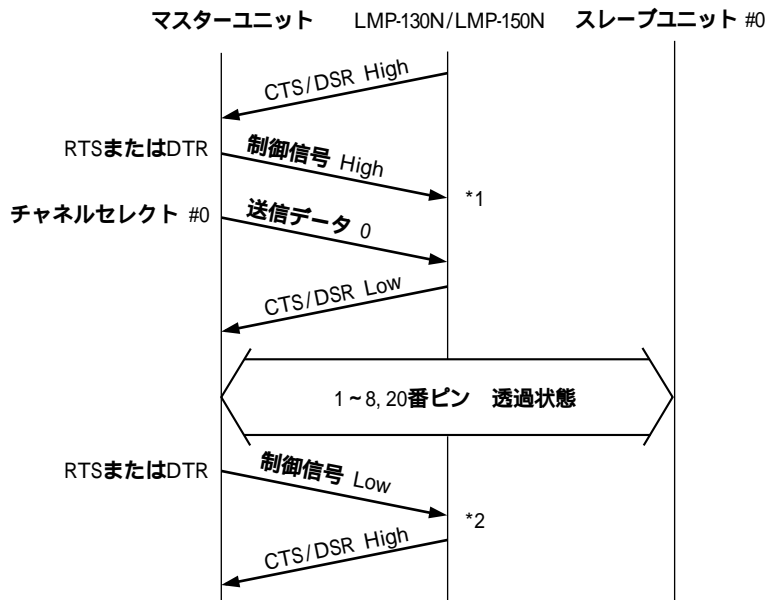 マスターユニット LMP-130N/LMP-150N スレーブユニット #0
CTS/DSR High
RTSまたはDTR 制御信号 High
*1
チャネルセレクト #0 送信データ 0
CTS/DSR Low
1~8, 20番ピン 透過状態
RTSまたはDTR 制御信号 Low
*2
CTS/DSR High